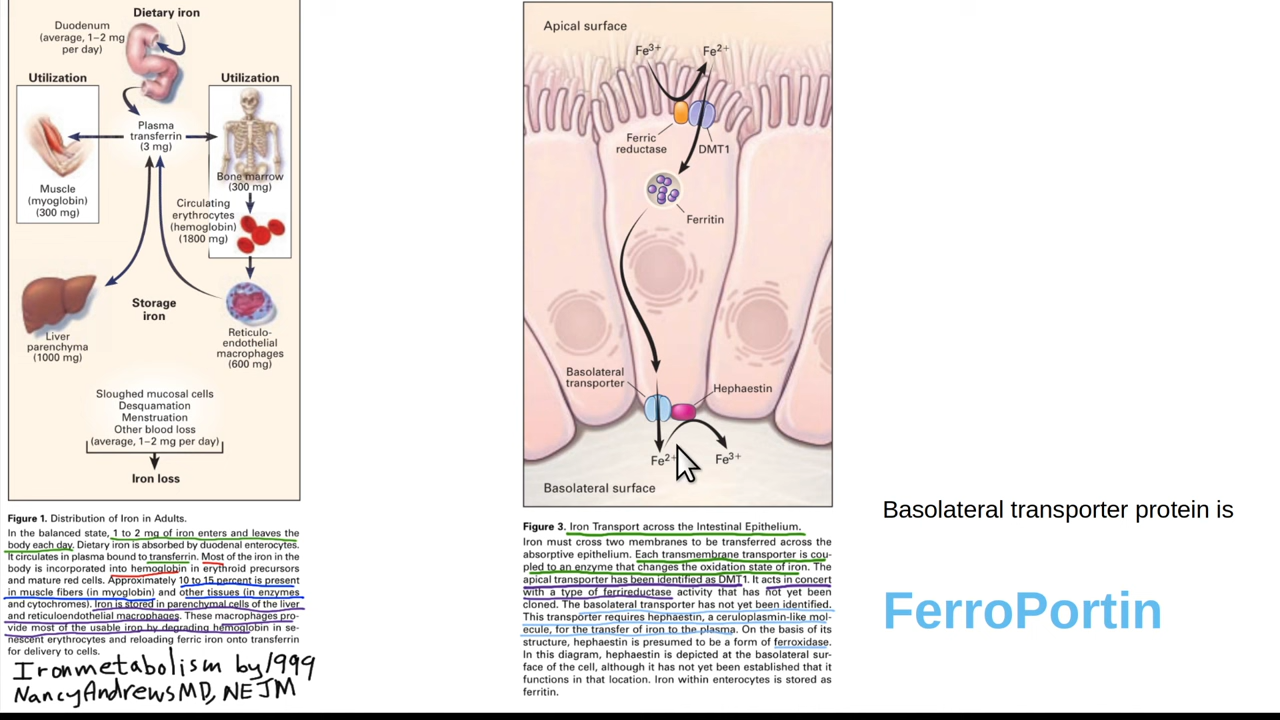 Dietary iron
Duodenum
(average, 1–2 mg
per day)
Utilization
Utilization
Plasma
transferrin
(3 mg)
Muscle
(myoglobin)
(300 mg)
Bone marrow
(300 mg)
Circulating
erythrocytes
(hemoglobin)
(1800 mg)
Storage
iron
Liver
parenchyma
(1000 mg)
Reticulo-
endothelial
macrophages
(600 mg)
Sloughed mucosal cells
Desquamation
Menstruation
Other blood loss
(average, 1–2 mg per day)
Iron loss
Figure 1. Distribution of Iron in Adults.
In the balanced state, 1 to 2 mg of iron enters and leaves the
body each day. Dietary iron is absorbed by duodenal enterocytes.
It circulates in plasma bound to transferrin. Most of the iron in the
body is incorporated into hemoglobin in erythroid precursors
and mature red cells. Approximately 10 to 15 percent is present
in muscle fibers (in myoglobin) and other tissues (in enzymes
and cytochromes). Iron is stored in parenchymal cells of the liver
and reticuloendothelial macrophages. These macrophages pro-
vide most of the usable iron by degrading hemoglobin in se-
nescent erythrocytes and reloading ferric iron onto transferrin
for delivery to cells.
Iron metabolism by 1999
Nancy Andrews MD, NEJM
Apical surface
Fe3+ Fe2+
Ferric
reductase
DMT1
Ferritin
Basolateral
transporter
Hephaestin
Fe2+ Fe3+
Basolateral surface
Figure 3. Iron Transport across the Intestinal Epithelium.
Iron must cross two membranes to be transferred across the
absorptive epithelium. Each transmembrane transporter is cou-
pled to an enzyme that changes the oxidation state of iron. The
apical transporter has been identified as DMT1. It acts in concert
with a type of ferrireductase activity that has not yet been
cloned. The basolateral transporter has not yet been identified.
This transporter requires hephaestin, a ceruloplasmin-like mol-
ecule, for the transfer of iron to the plasma. On the basis of its
structure, hephaestin is presumed to be a form of ferroxidase.
In this diagram, hephaestin is depicted at the basolateral sur-
face of the cell, although it has not yet been established that it
functions in that location. Iron within enterocytes is stored as
ferritin.
Basolateral transporter protein is
FerroPortin